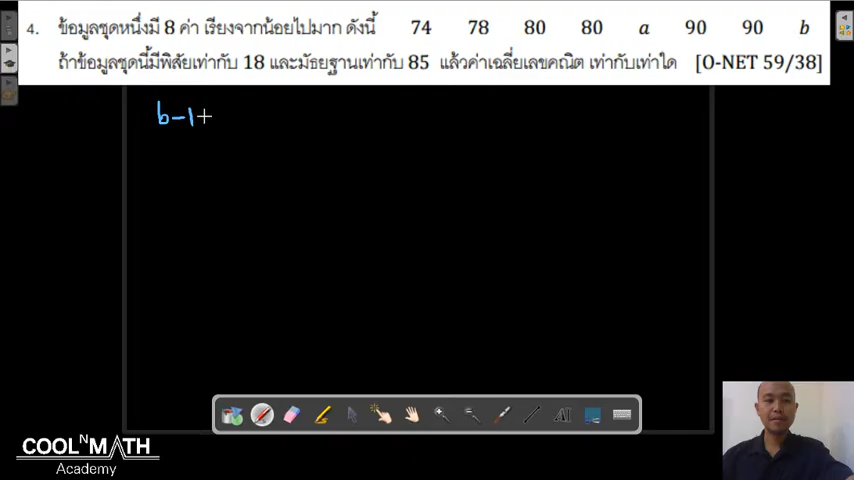 4. ข้อมูลชุดหนึ่งมี 8 ค่า เรียงจากน้อยไปมาก ดังนี้ 74 78 80 80 a 90 90 b
ถ้าข้อมูลชุดนี้มีพิสัยเท่ากับ 18 และมัธยฐานเท่ากับ 85 แล้วค่าเฉลี่ยเลขคณิต เท่ากับเท่าใด [O-NET 59/38]
b-1
COOL N MATH
Academy